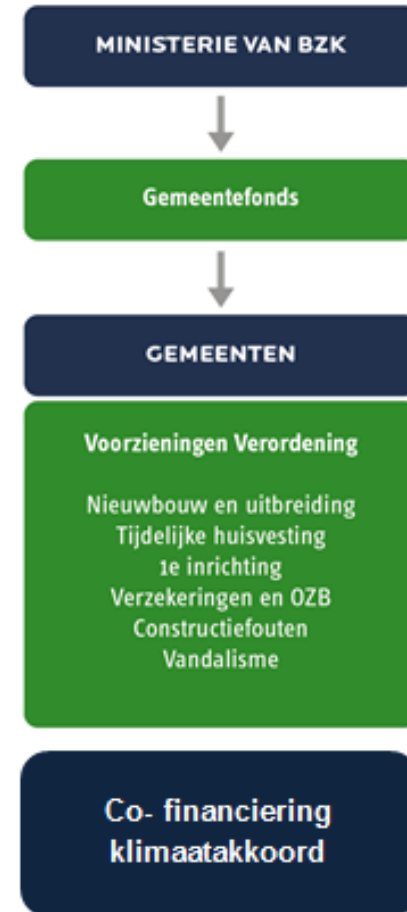 MINISTERIE VAN BZK
Gemeentefonds
GEMEENTEN
Voorzieningen Verordening
Nieuwbouw en uitbreiding
Tijdelijke huisvesting
1e inrichting
Verzekeringen en OZB
Constructiefouten
Vandalisme
Co- financiering
klimaatakkoord